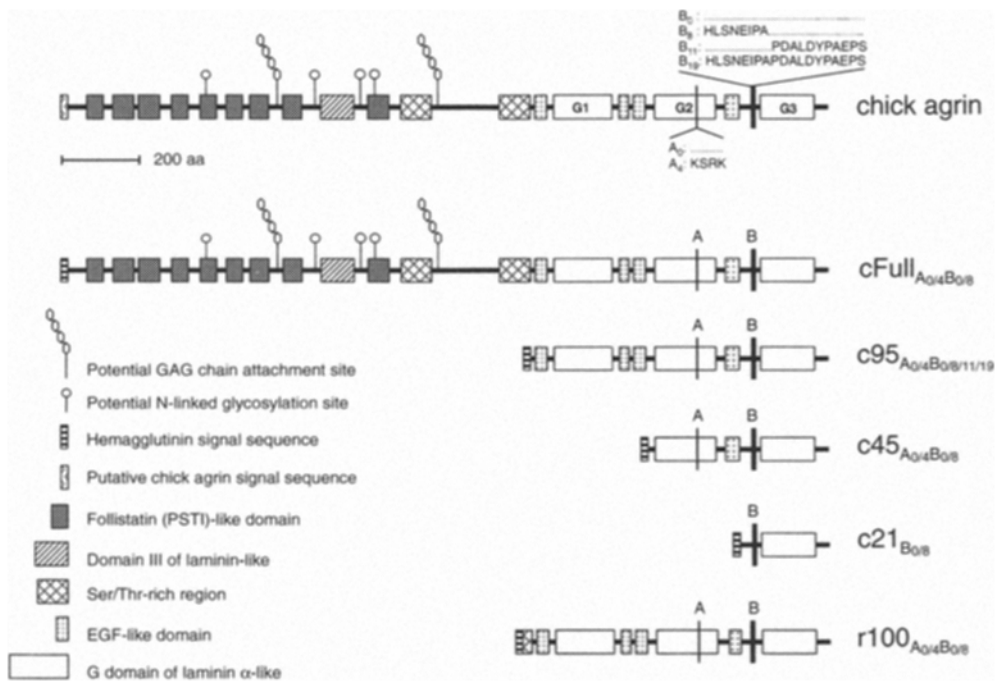 B0: ....................
B8: HLSNEIPA....................
B11: ....................PDALDYPAEPS
B19: HLSNEIPAPDALDYPAEPS
G1 G2 G3 chick agrin
200 aa
A0: ........
A4: KSRK
A B
cFullA0/4B0/8
A B
c95A0/4B0/8/11/19
Potential GAG chain attachment site
Potential N-linked glycosylation site
A B
Hemagglutinin signal sequence
c45A0/4B0/8
Putative chick agrin signal sequence
B
Follistatin (PSTI)-like domain
c21B0/8
Domain III of laminin-like
Ser/Thr-rich region
A B
EGF-like domain
r100A0/4B0/8
G domain of laminin α-like